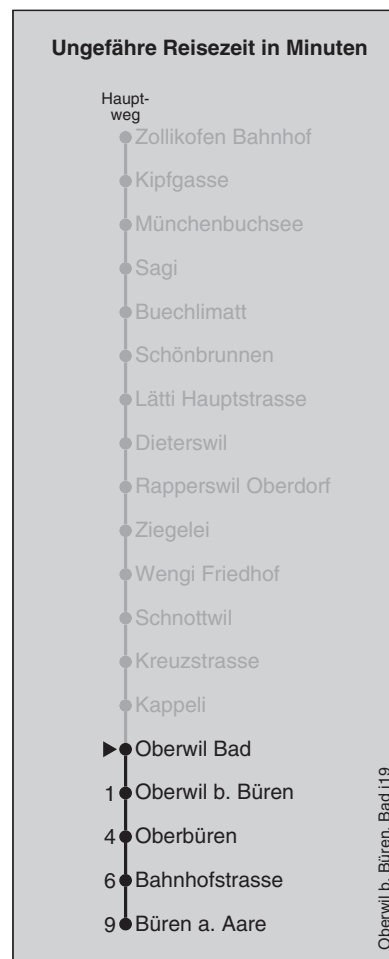 Ungefähre Reisezeit in Minuten
Haupt-
weg
Zollikofen Bahnhof
Kipfgasse
Münchenbuchsee
Sagi
Buechlimatt
Schönbrunnen
Lätti Hauptstrasse
Dieterswil
Rapperswil Oberdorf
Ziegelei
Wengi Friedhof
Schnottwil
Kreuzstrasse
Kappeli
Oberwil Bad
1 Oberwil b. Büren
4 Oberbüren
6 Bahnhofstrasse
9 Büren a. Aare
Oberwil b. Büren, Bad j19